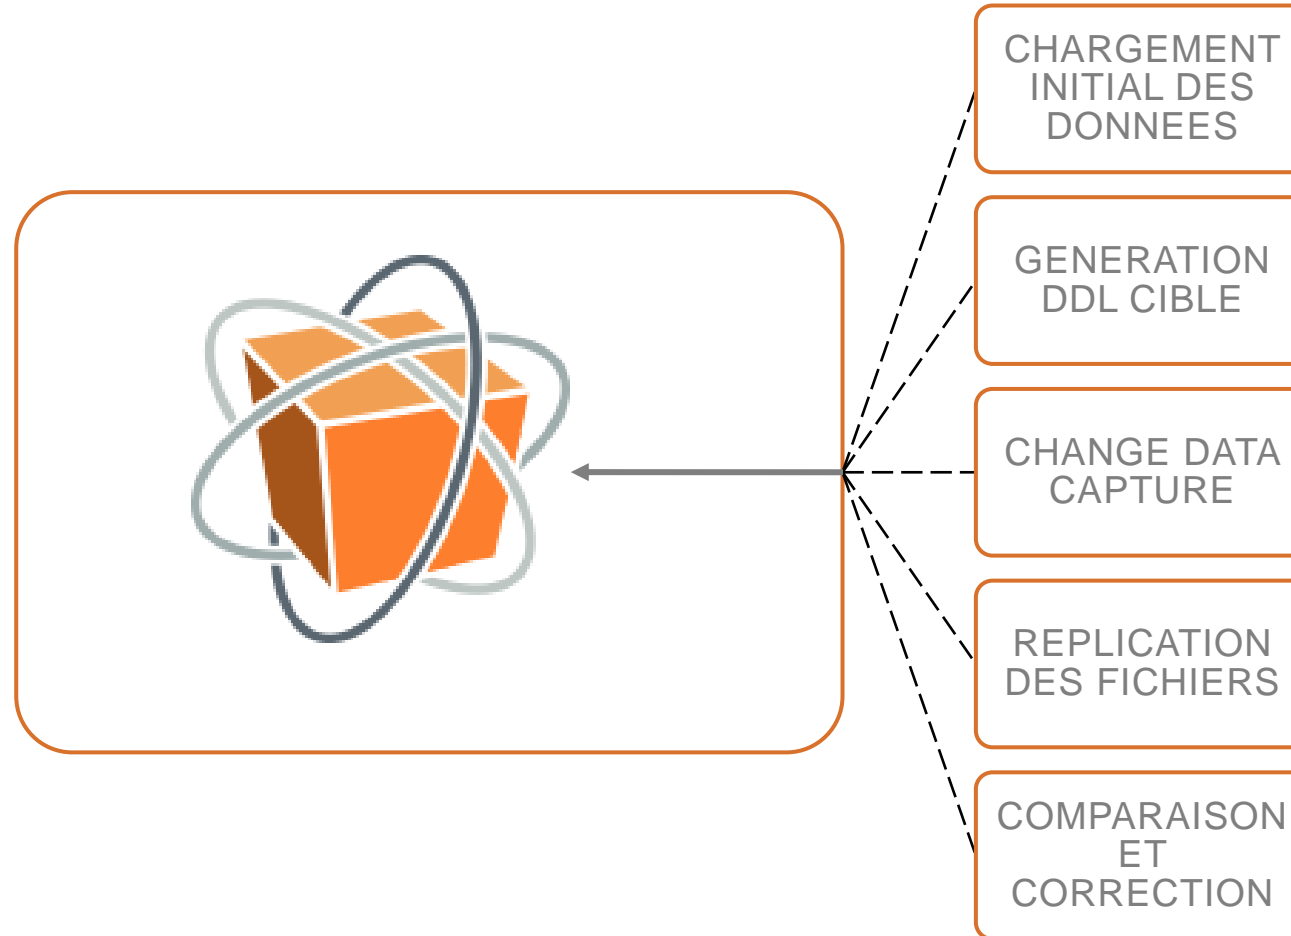 CHARGEMENT
INITIAL DES
DONNEES
GENERATION
DDL CIBLE
CHANGE DATA
CAPTURE
REPLICATION
DES FICHIERS
COMPARAISON
ET
CORRECTION